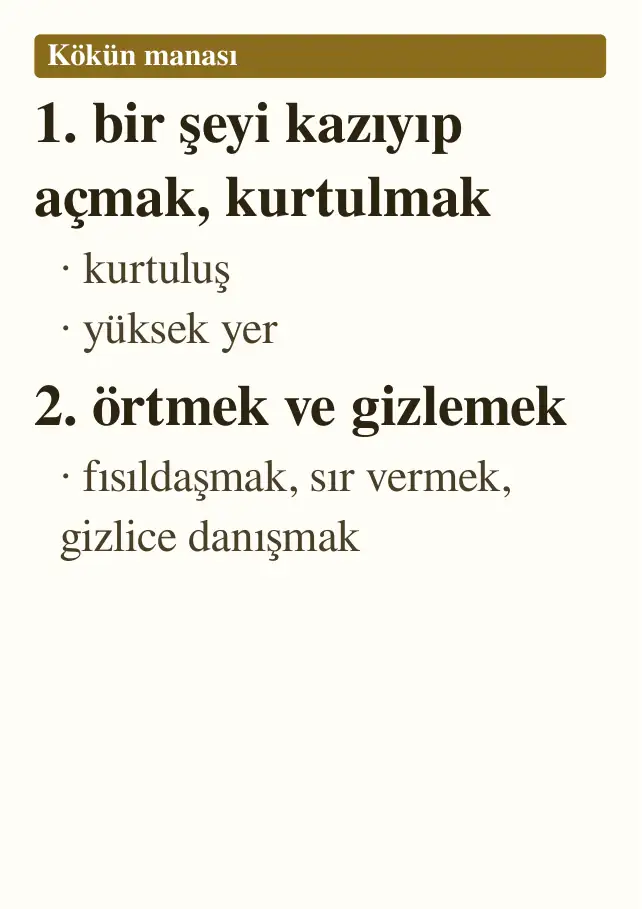 Kökün manası
1. bir şeyi kazıyıp
açmak, kurtulmak
· kurtuluş
· yüksek yer
2. örtmek ve gizlemek
· fısıldaşmak, sır vermek,
gizlice danışmak